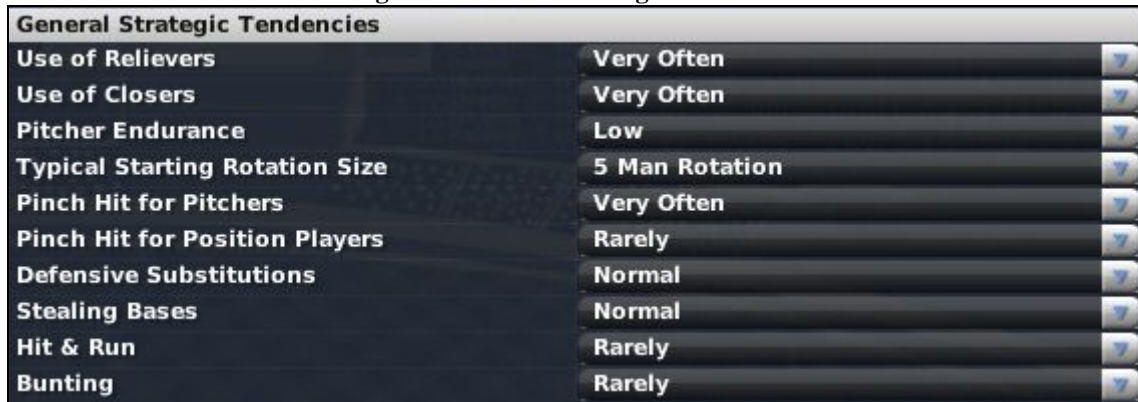 General Strategic Tendencies
Use of Relievers Very Often
Use of Closers Very Often
Pitcher Endurance Low
Typical Starting Rotation Size 5 Man Rotation
Pinch Hit for Pitchers Very Often
Pinch Hit for Position Players Rarely
Defensive Substitutions Normal
Stealing Bases Normal
Hit & Run Rarely
Bunting Rarely